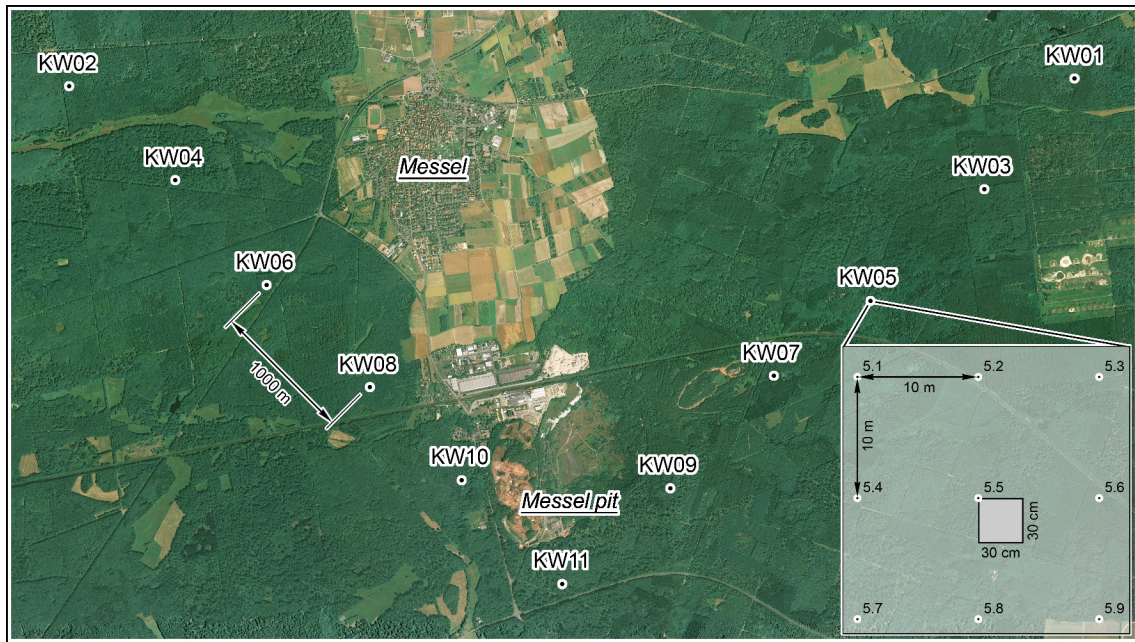 KW02
KW01
KW04
Messel
KW03
KW06
KW05
1000 m
KW08
KW07
5.1
5.2
5.3
10 m
10 m
KW10
KW09
Messel pit
5.4
5.5
5.6
30 cm
30 cm
KW11
5.7
5.8
5.9